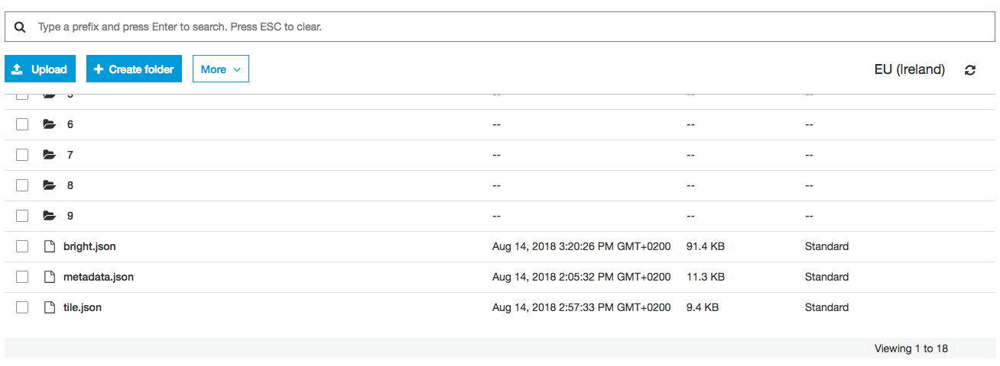 Type a prefix and press Enter to search. Press ESC to clear.
Upload Create folder More EU (Ireland)
6 -- -- --
7 -- -- --
8 -- -- --
9 -- -- --
bright.json Aug 14, 2018 3:20:26 PM GMT+0200 91.4 KB Standard
metadata.json Aug 14, 2018 2:05:32 PM GMT+0200 11.3 KB Standard
tile.json Aug 14, 2018 2:57:33 PM GMT+0200 9.4 KB Standard
Viewing 1 to 18